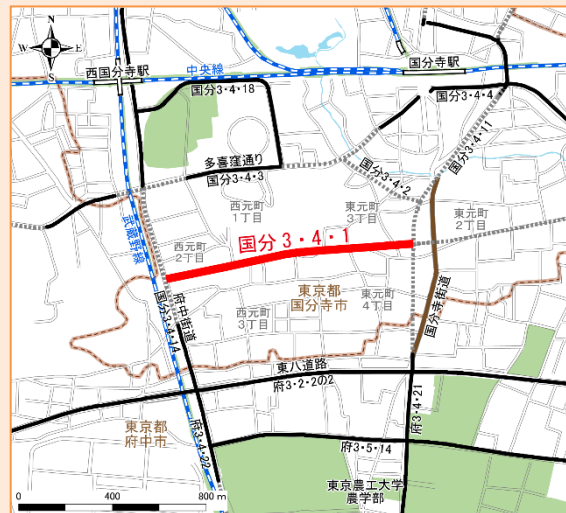 N
W E
S
西国分寺駅
中央線
国分寺駅
国分3・4・18
国分3・4・4
国分3・4・11
多喜窪通り
国分3・4・3
国分3・4・2
武蔵野線
西元町
1丁目
東元町
3丁目
東元町
2丁目
西元町
2丁目
国分3・4・1
東京都
国分寺市
東元町
4丁目
国分寺街道
西元町
3丁目
府中街道
国分3・4・14
東八道路
府3・2・2の2
東京都
府中市
府3・4・22
府3・4・21
府3・5・14
東京農工大学
農学部
0 400 800 m